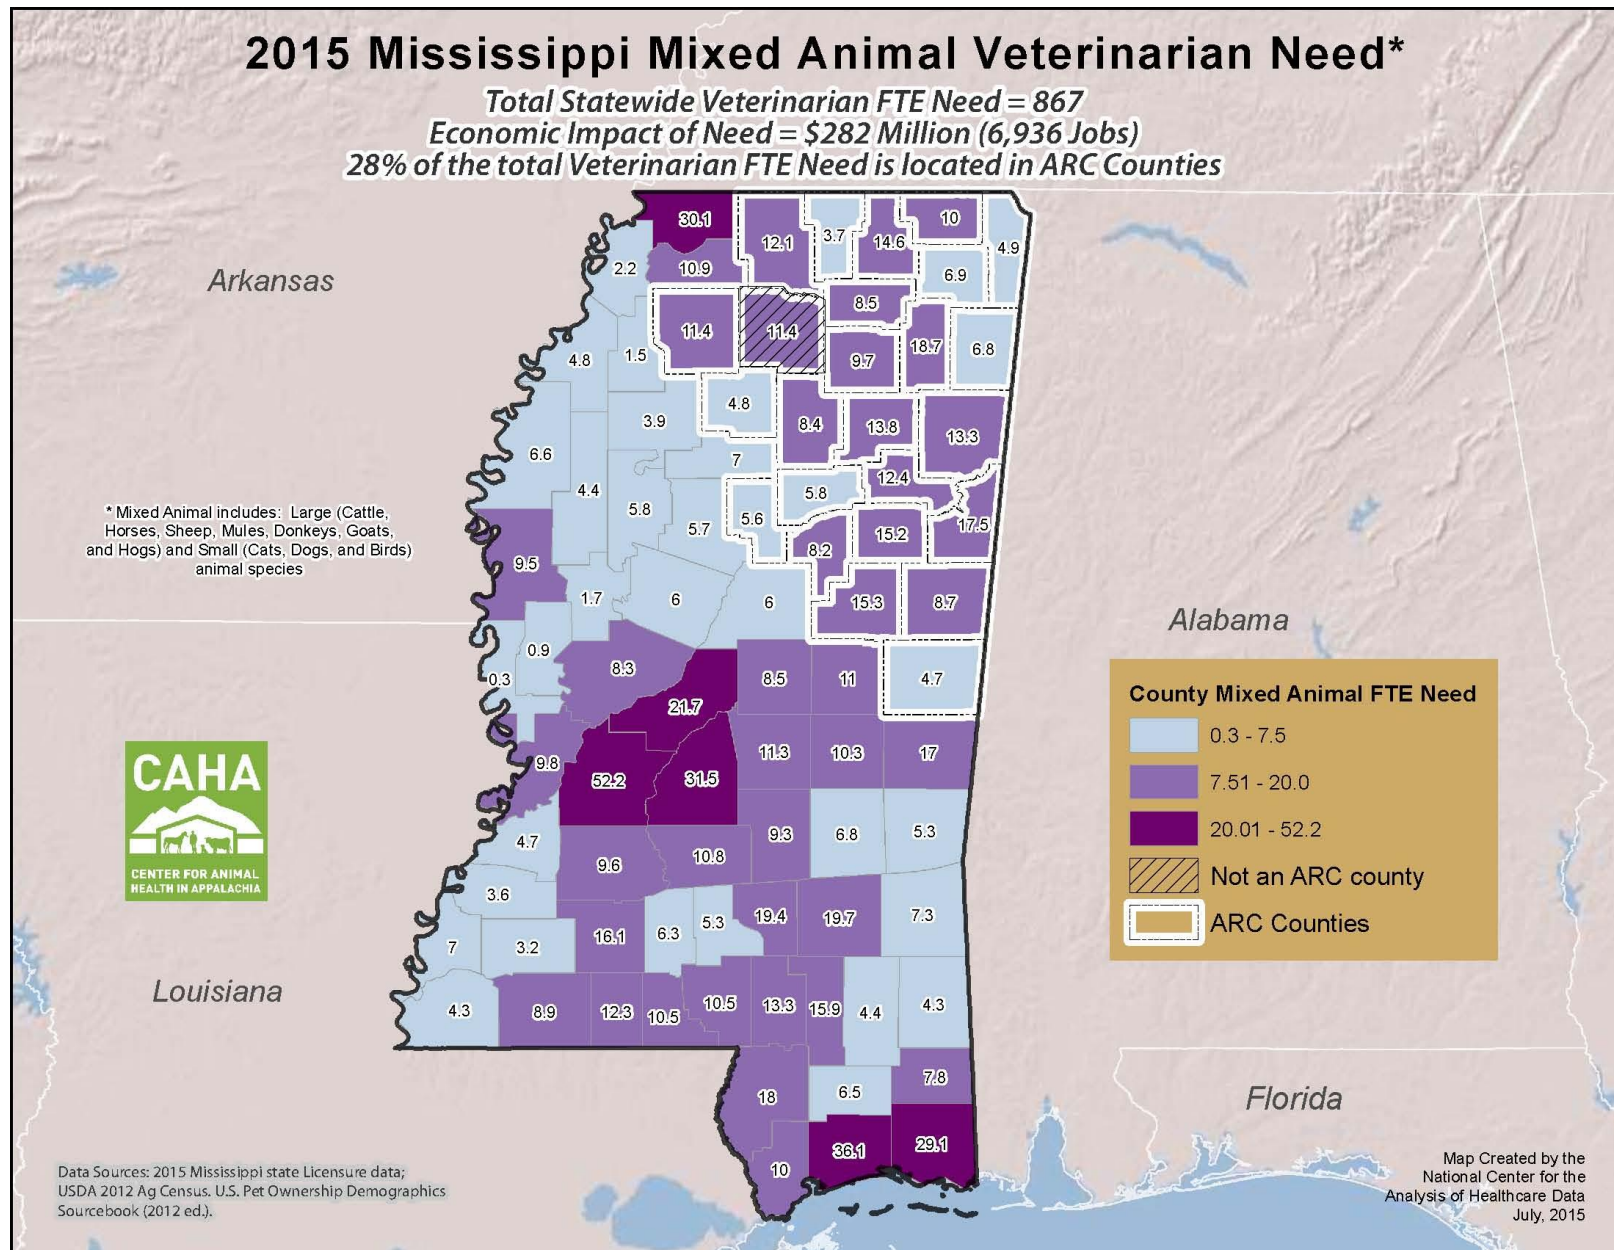 2015 Mississippi Mixed Animal Veterinarian Need*
Total Statewide Veterinarian FTE Need = 867
Economic Impact of Need = $282 Million (6,936 Jobs)
28% of the total Veterinarian FTE Need is located in ARC Counties
30.1
12.1
3.7
14.6
10
4.9
2.2
10.9
6.9
11.4
11.4
8.5
18.7
6.8
4.8
1.5
9.7
3.9
4.8
8.4
13.8
13.3
6.6
7
4.4
5.8
12.4
5.8
5.7
5.6
8.2
15.2
17.5
9.5
1.7
6
6
15.3
8.7
0.3
0.9
8.3
21.7
8.5
11
4.7
9.8
52.2
31.5
11.3
10.3
17
4.7
9.6
10.8
9.3
6.8
5.3
3.6
7
3.2
16.1
6.3
5.3
19.4
19.7
7.3
4.3
8.9
12.3
10.5
10.5
13.3
15.9
4.4
4.3
18
6.5
7.8
10
36.1
29.1
Arkansas
Alabama
Louisiana
Florida
* Mixed Animal includes: Large (Cattle,
Horses, Sheep, Mules, Donkeys, Goats,
and Hogs) and Small (Cats, Dogs, and Birds)
animal species
CAHA
CENTER FOR ANIMAL
HEALTH IN APPALACHIA
County Mixed Animal FTE Need
0.3 - 7.5
7.51 - 20.0
20.01 - 52.2
Not an ARC county
ARC Counties
Data Sources: 2015 Mississippi state Licensure data;
USDA 2012 Ag Census. U.S. Pet Ownership Demographics
Sourcebook (2012 ed.).
Map Created by the
National Center for the
Analysis of Healthcare Data
July, 2015